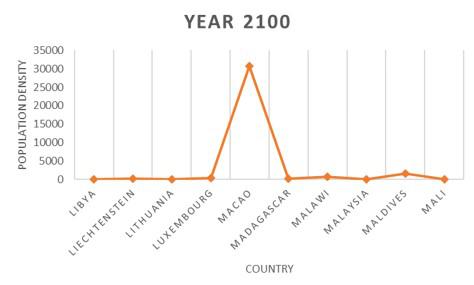 YEAR 2100
POPULATION DENSITY
35000
30000
25000
20000
15000
10000
5000
0
LIBYA
LIECHTENSTEIN
LITHUANIA
LUXEMBOURG
MACAO
MADAGASCAR
MALAWI
MALAYSIA
MALDIVES
MALI
COUNTRY